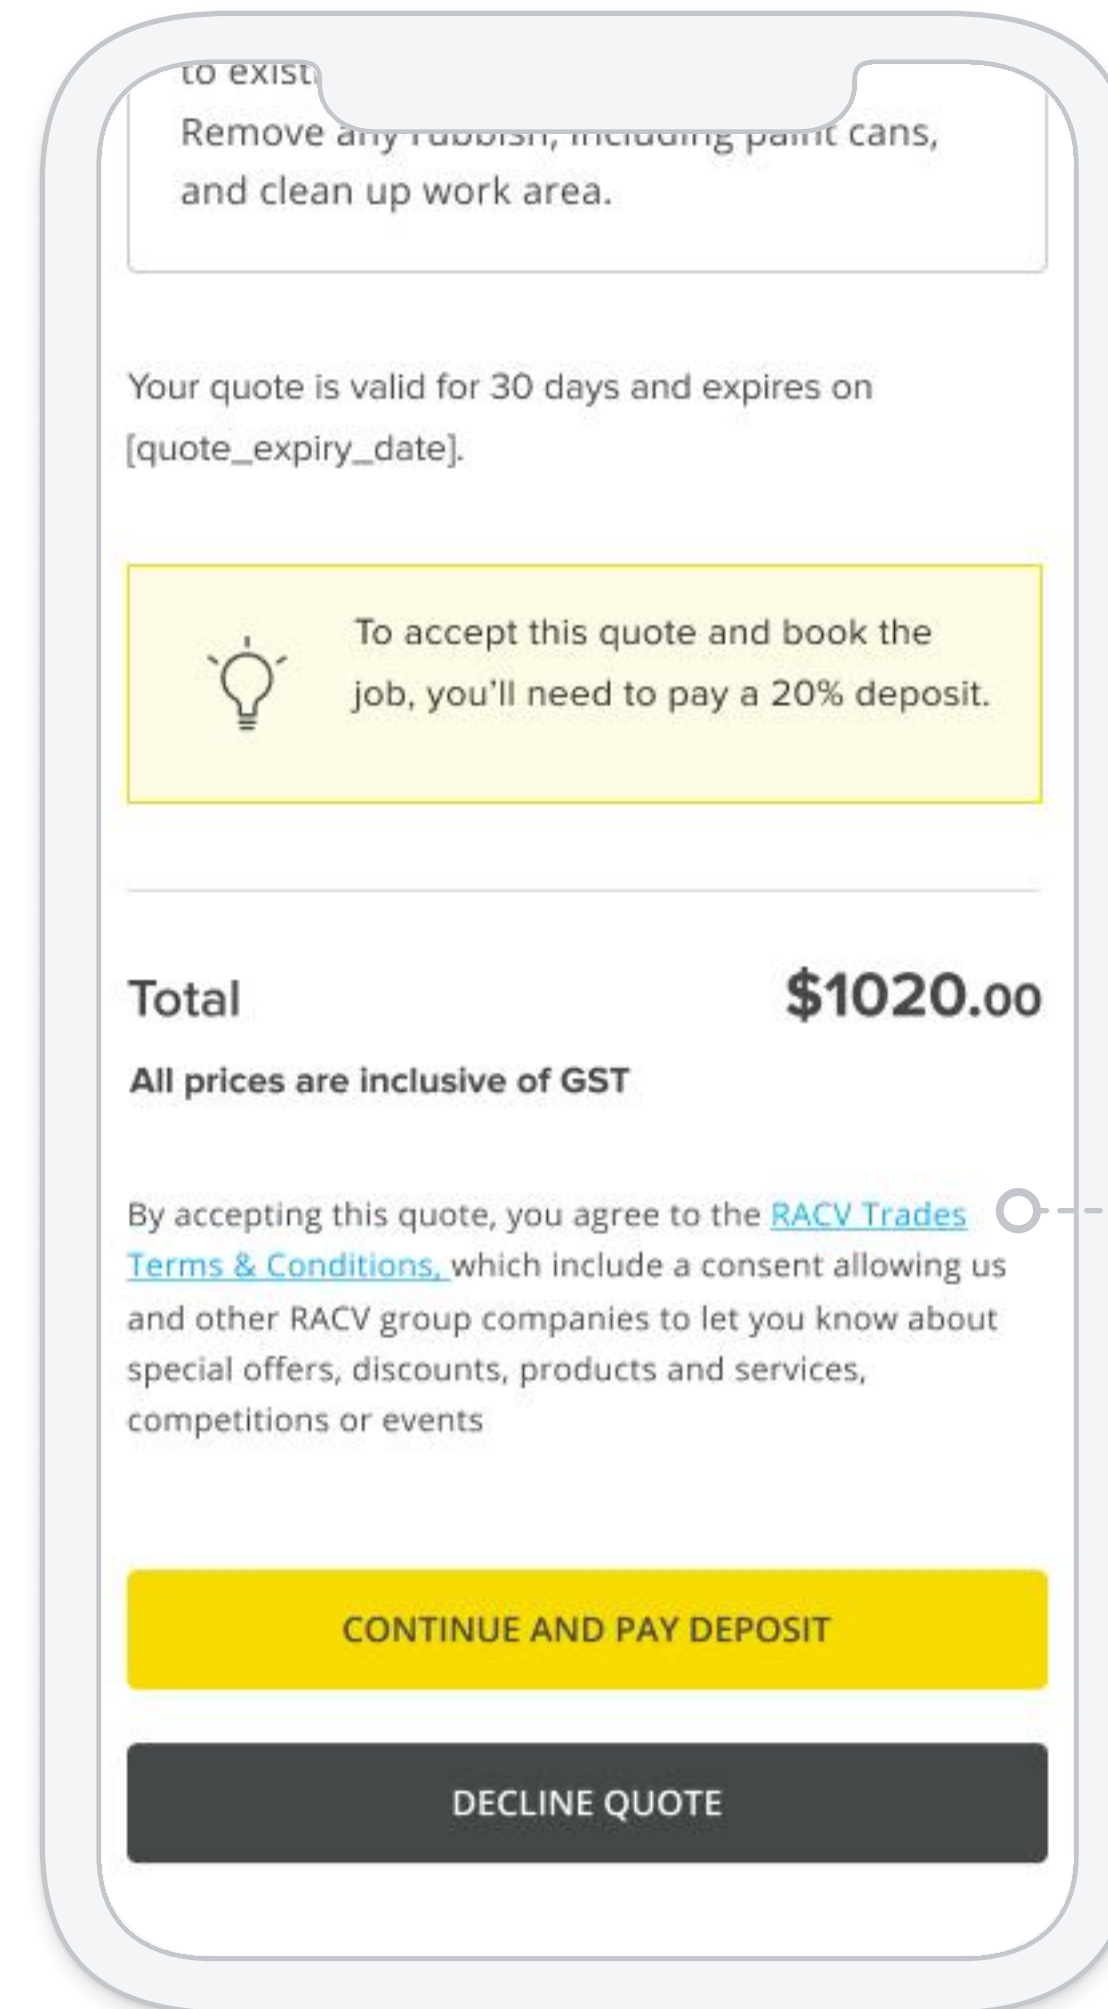 to exist
Remove any rubbish, including paint cans,
and clean up work area.
Your quote is valid for 30 days and expires on
[quote_expiry_date].
To accept this quote and book the
job, you'll need to pay a 20% deposit.
Total $1020.00
All prices are inclusive of GST
By accepting this quote, you agree to the RACV Trades
Terms & Conditions, which include a consent allowing us
and other RACV group companies to let you know about
special offers, discounts, products and services,
competitions or events
CONTINUE AND PAY DEPOSIT
DECLINE QUOTE